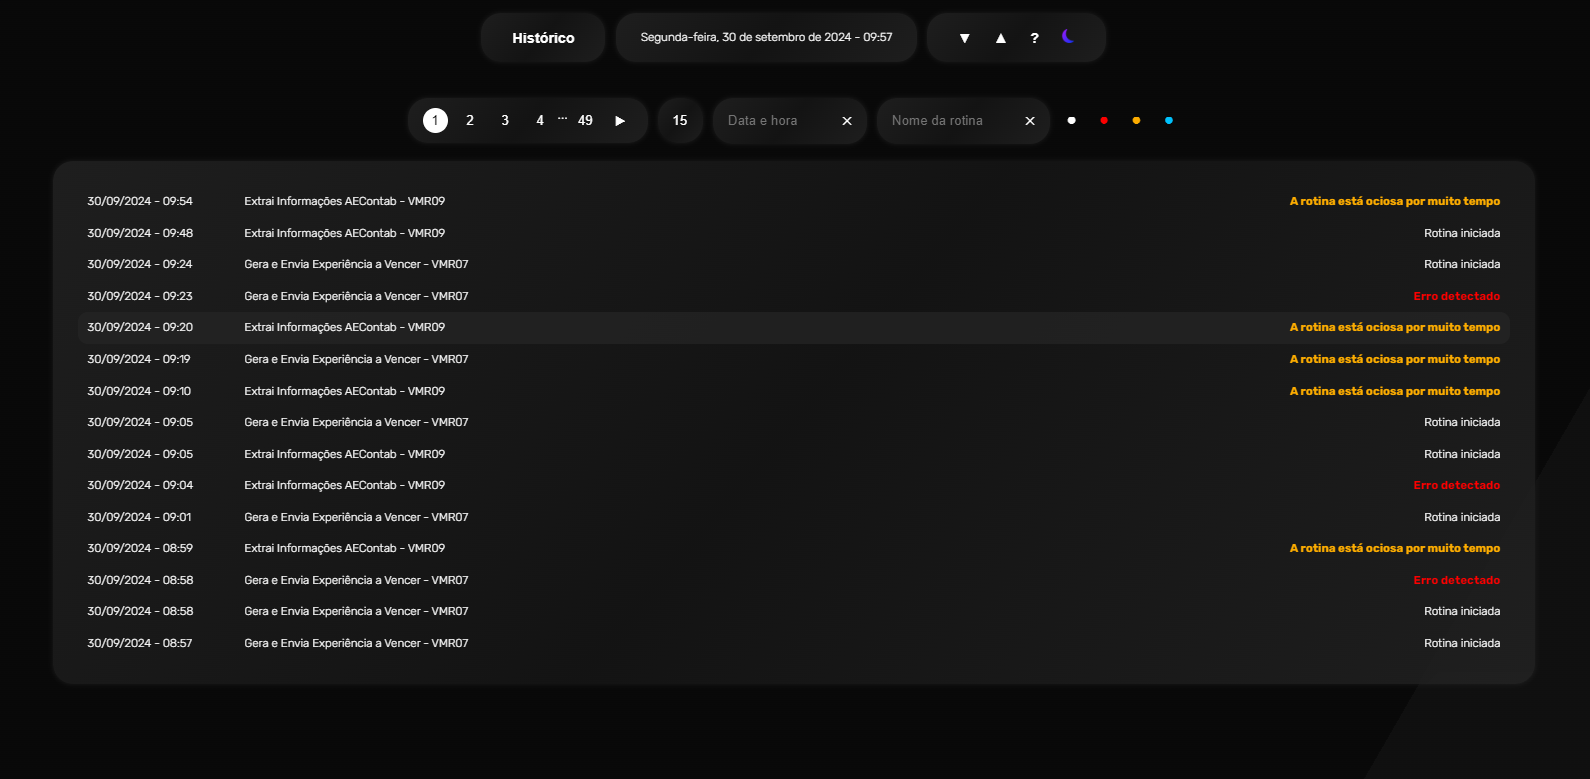 Histórico
Segunda-feira, 30 de setembro de 2024 - 09:57
▼ ▲ ?
1 2 3 4 ... 49 ►
15
Data e hora ✕
Nome da rotina ✕
30/09/2024 - 09:54 Extrai Informações AEContab - VMR09 A rotina está ociosa por muito tempo
30/09/2024 - 09:48 Extrai Informações AEContab - VMR09 Rotina iniciada
30/09/2024 - 09:24 Gera e Envia Experiência a Vencer - VMR07 Rotina iniciada
30/09/2024 - 09:23 Gera e Envia Experiência a Vencer - VMR07 Erro detectado
30/09/2024 - 09:20 Extrai Informações AEContab - VMR09 A rotina está ociosa por muito tempo
30/09/2024 - 09:19 Gera e Envia Experiência a Vencer - VMR07 A rotina está ociosa por muito tempo
30/09/2024 - 09:10 Extrai Informações AEContab - VMR09 A rotina está ociosa por muito tempo
30/09/2024 - 09:05 Gera e Envia Experiência a Vencer - VMR07 Rotina iniciada
30/09/2024 - 09:05 Extrai Informações AEContab - VMR09 Rotina iniciada
30/09/2024 - 09:04 Extrai Informações AEContab - VMR09 Erro detectado
30/09/2024 - 09:01 Gera e Envia Experiência a Vencer - VMR07 Rotina iniciada
30/09/2024 - 08:59 Extrai Informações AEContab - VMR09 A rotina está ociosa por muito tempo
30/09/2024 - 08:58 Gera e Envia Experiência a Vencer - VMR07 Erro detectado
30/09/2024 - 08:58 Gera e Envia Experiência a Vencer - VMR07 Rotina iniciada
30/09/2024 - 08:57 Gera e Envia Experiência a Vencer - VMR07 Rotina iniciada